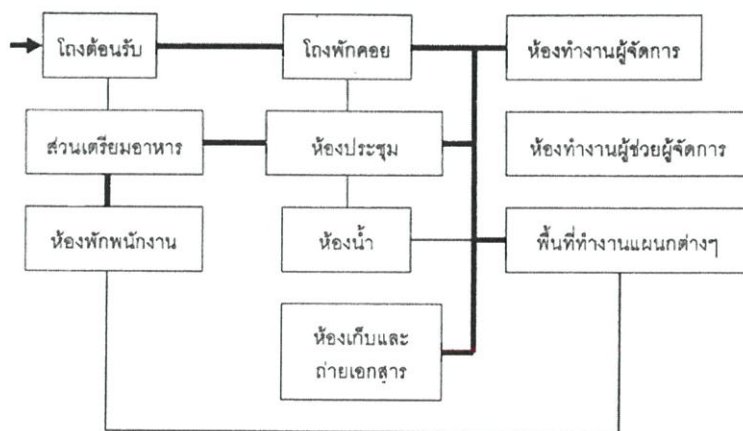 โถงต้อนรับ
โถงพักคอย
ห้องทำงานผู้จัดการ
ส่วนเตรียมอาหาร
ห้องประชุม
ห้องทำงานผู้ช่วยผู้จัดการ
ห้องพักพนักงาน
ห้องน้ำ
พื้นที่ทำงานแผนกต่างๆ
ห้องเก็บและ
ถ่ายเอกสาร